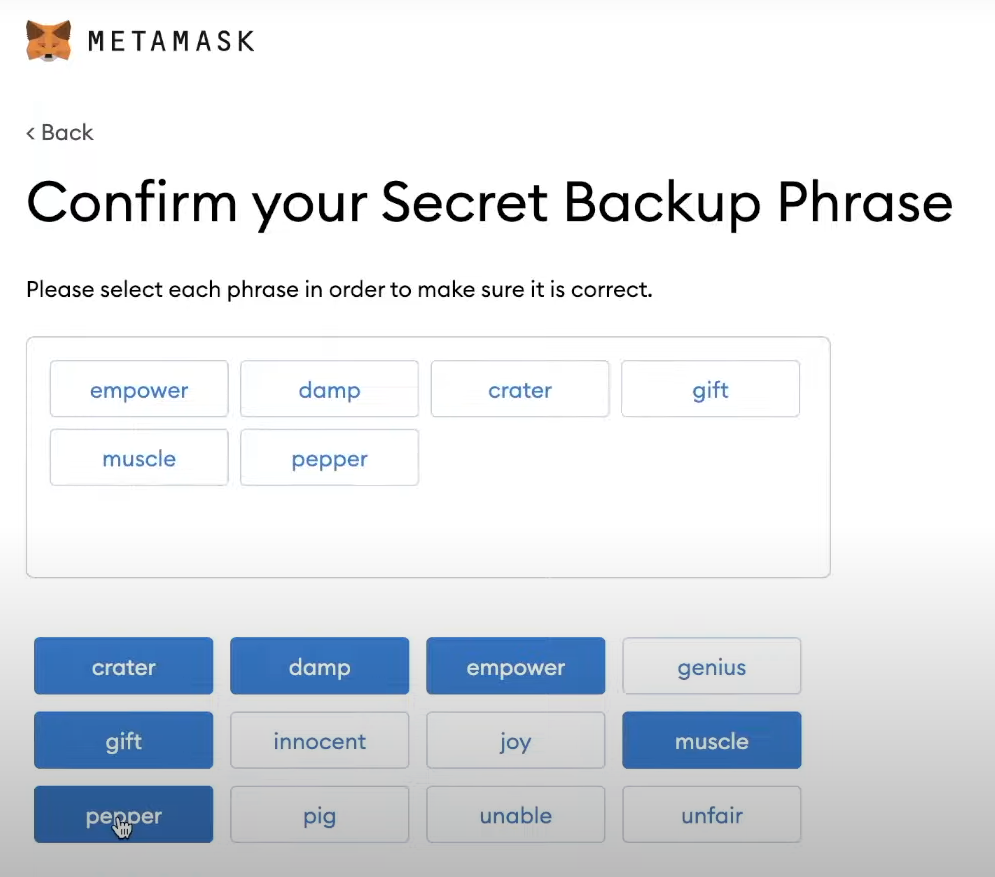 METAMASK
< Back
Confirm your Secret Backup Phrase
Please select each phrase in order to make sure it is correct.
empower damp crater gift
muscle pepper
crater damp empower genius
gift innocent joy muscle
pepper pig unable unfair